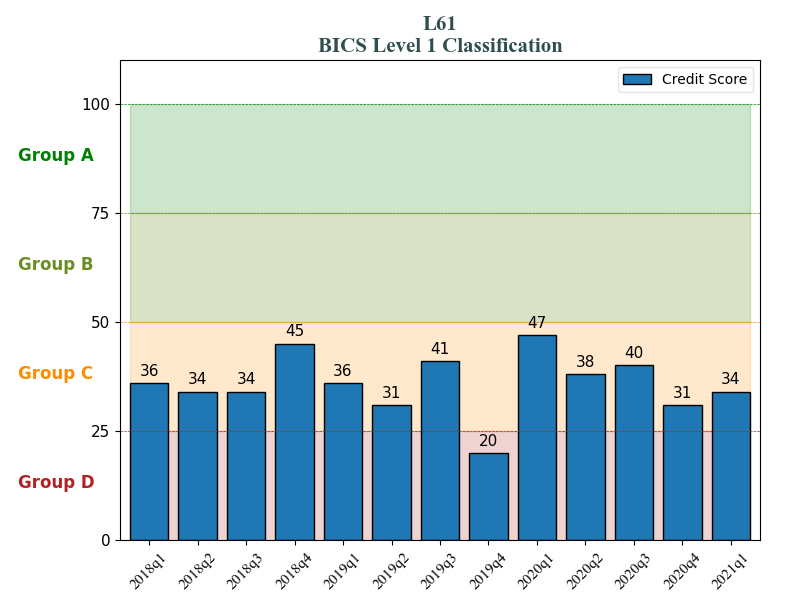 L61
BICS Level 1 Classification
Credit Score
100
Group A
75
Group B
50
Group C
25
Group D
0
36
34
34
45
36
31
41
20
47
38
40
31
34
2018q1
2018q2
2018q3
2018q4
2019q1
2019q2
2019q3
2019q4
2020q1
2020q2
2020q3
2020q4
2021q1